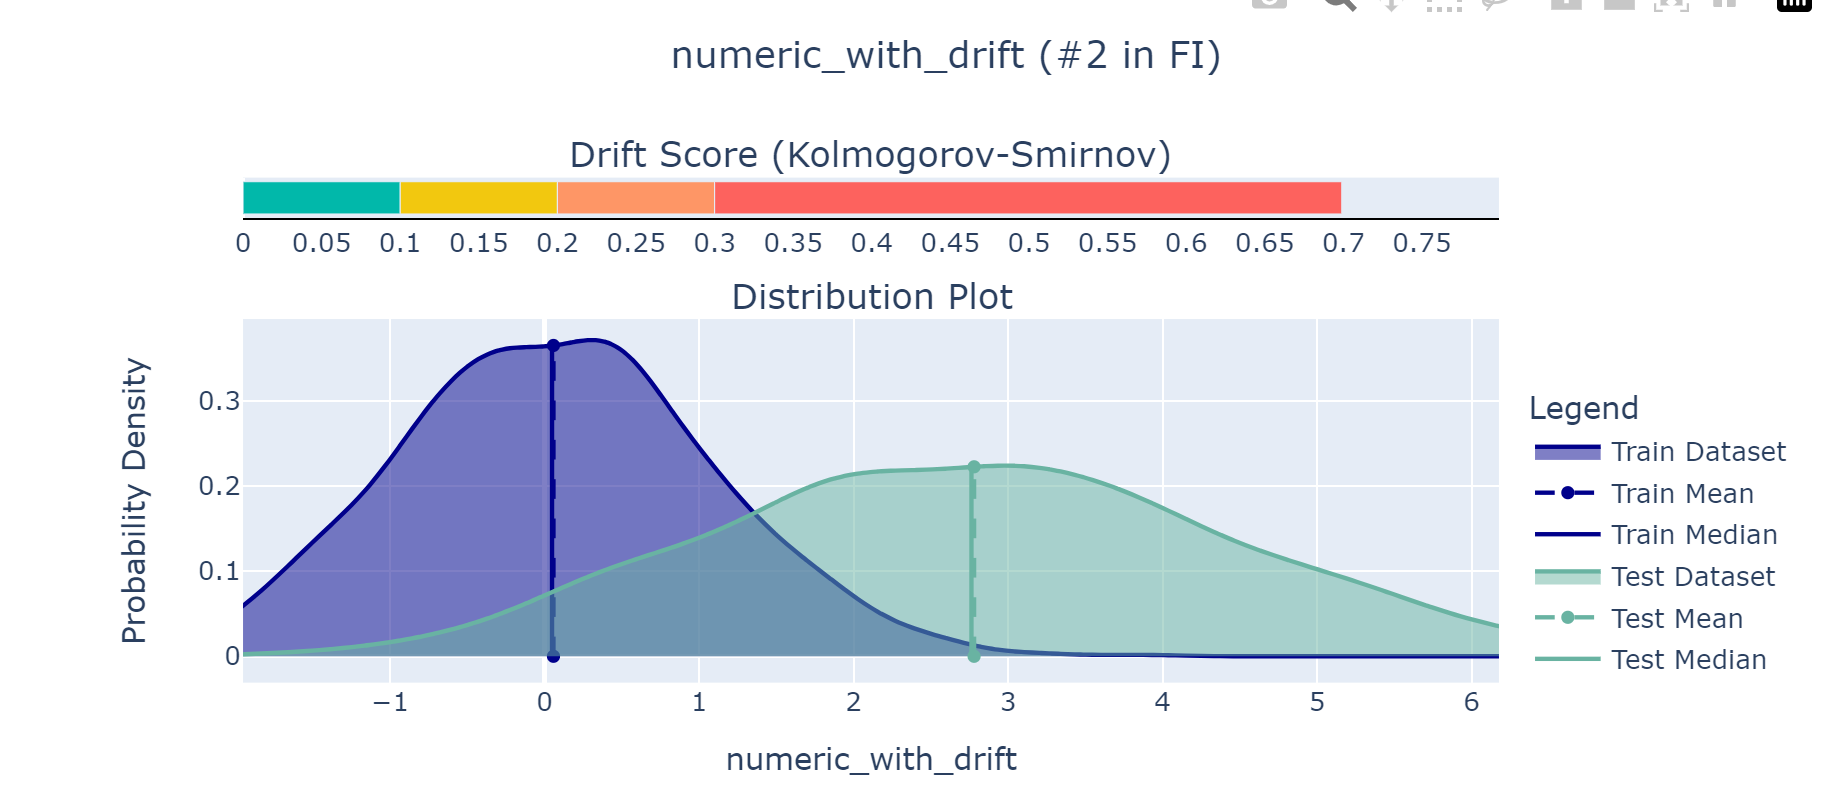 numeric_with_drift (#2 in FI)
Drift Score (Kolmogorov-Smirnov)
0 0.05 0.1 0.15 0.2 0.25 0.3 0.35 0.4 0.45 0.5 0.55 0.6 0.65 0.7 0.75
Distribution Plot
Probability Density
0.3
0.2
0.1
0
−1 0 1 2 3 4 5 6
numeric_with_drift
Legend
Train Dataset
Train Mean
Train Median
Test Dataset
Test Mean
Test Median